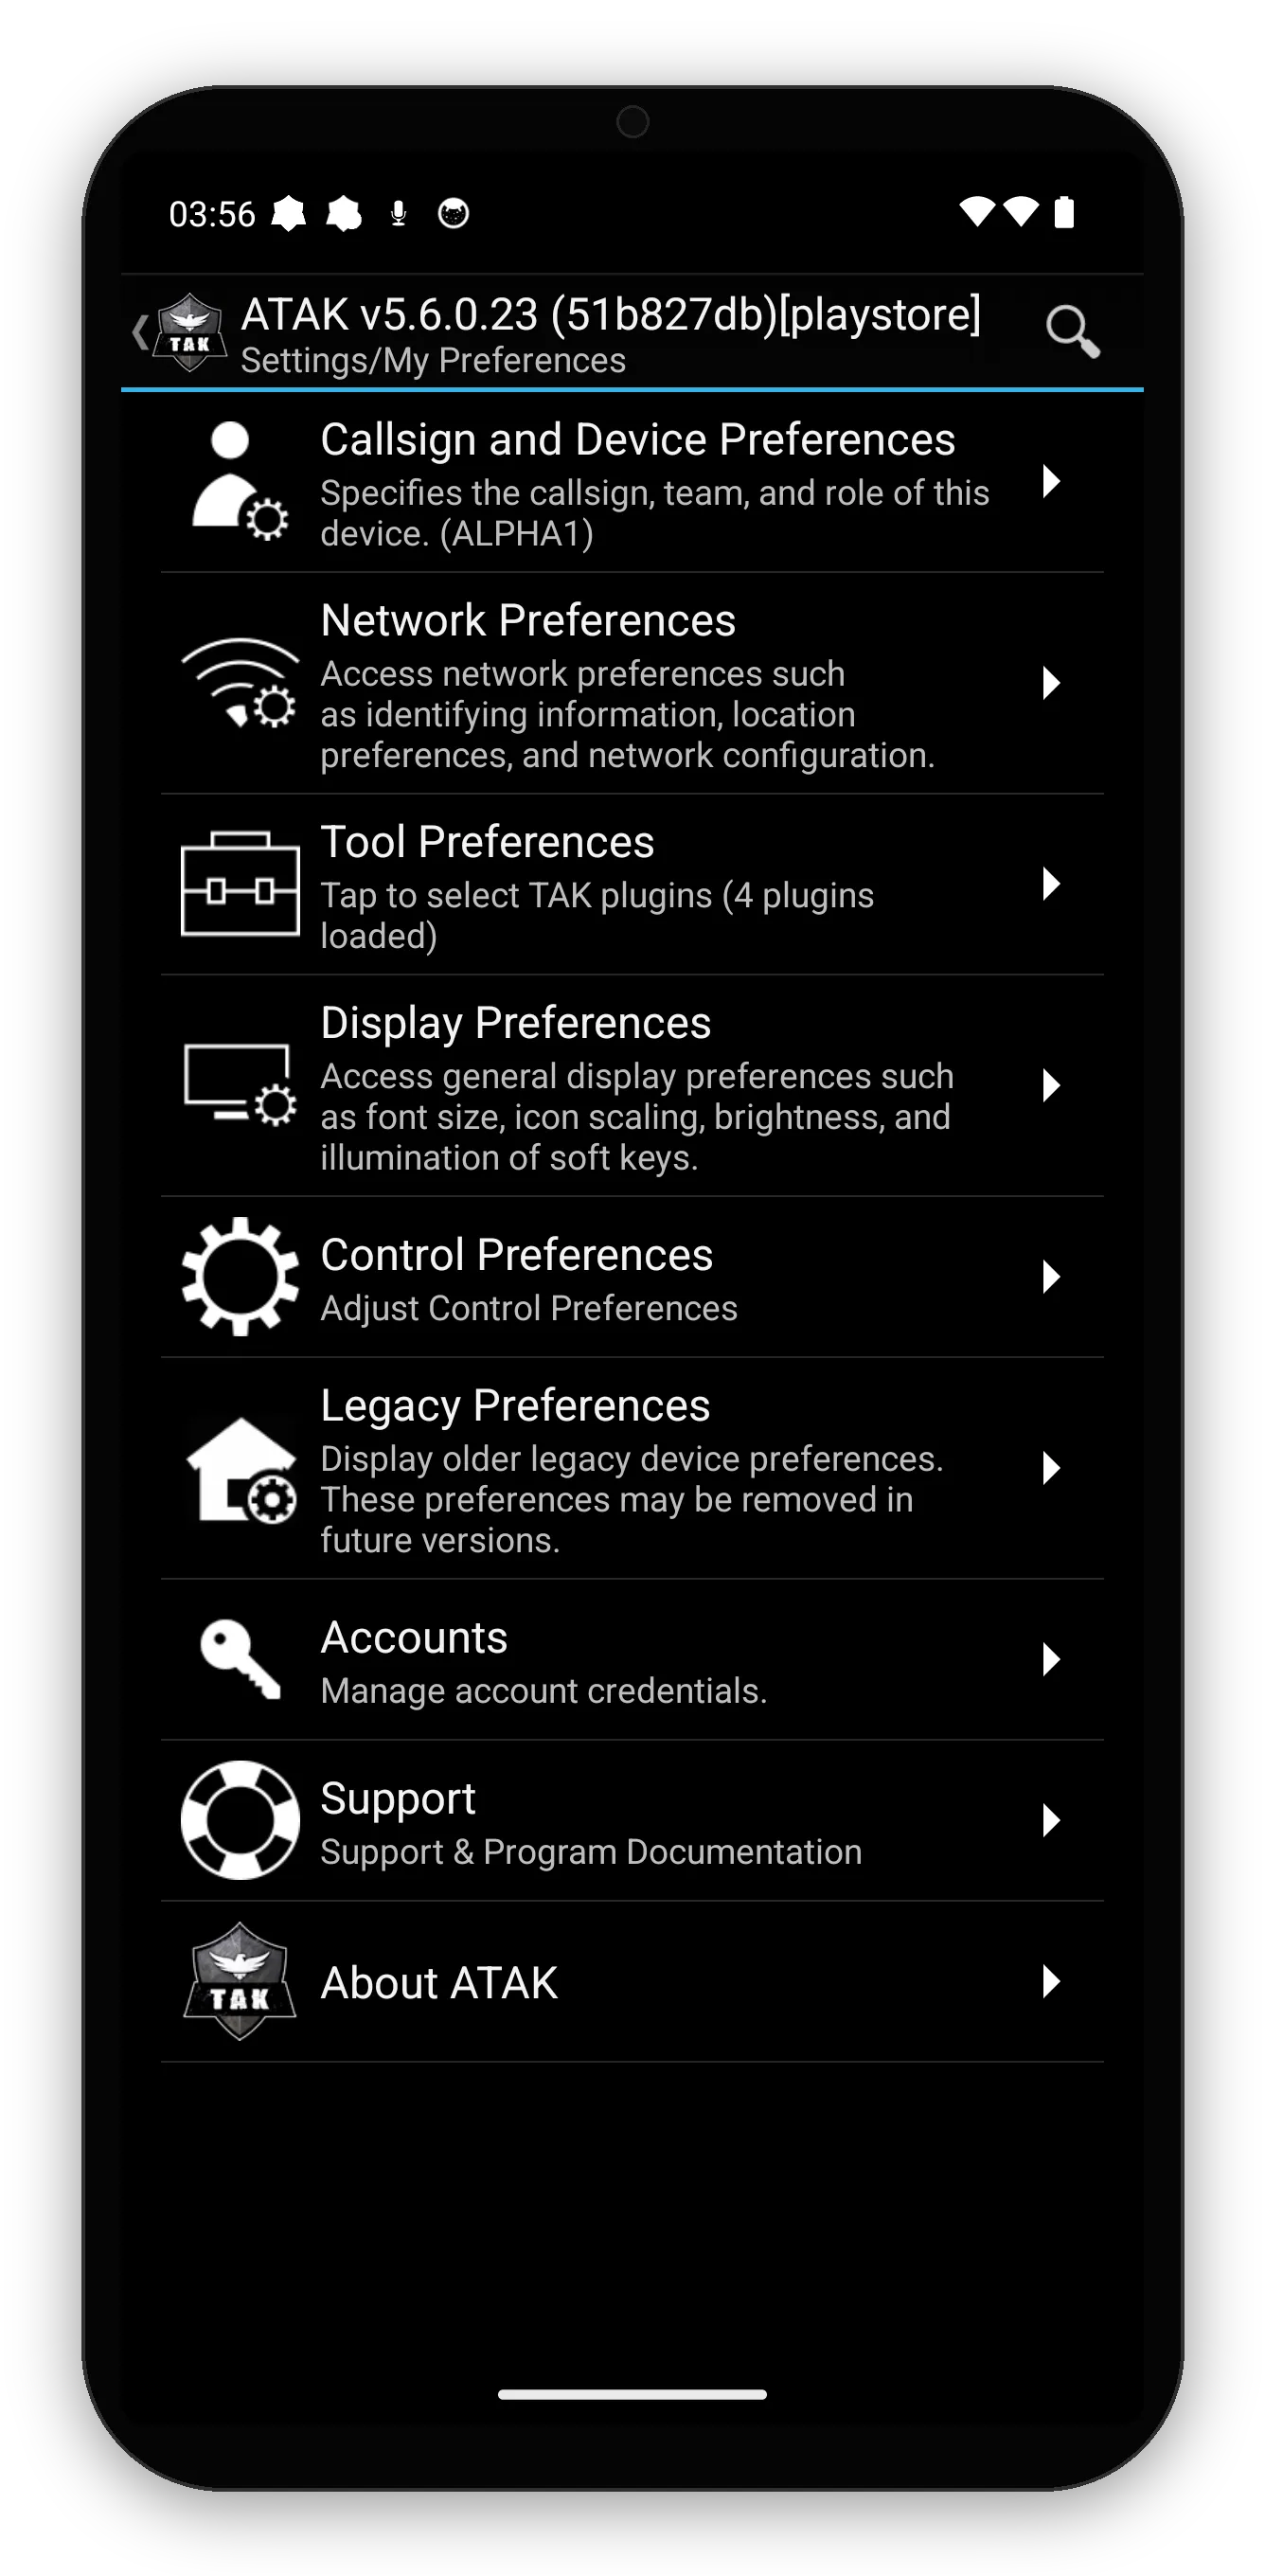 03:56
ATAK v5.6.0.23 (51b827db)[playstore]
Settings/My Preferences
TAK
Callsign and Device Preferences
Specifies the callsign, team, and role of this
device. (ALPHA1)
Network Preferences
Access network preferences such
as identifying information, location
preferences, and network configuration.
Tool Preferences
Tap to select TAK plugins (4 plugins
loaded)
Display Preferences
Access general display preferences such
as font size, icon scaling, brightness, and
illumination of soft keys.
Control Preferences
Adjust Control Preferences
Legacy Preferences
Display older legacy device preferences.
These preferences may be removed in
future versions.
Accounts
Manage account credentials.
Support
Support & Program Documentation
TAK
About ATAK